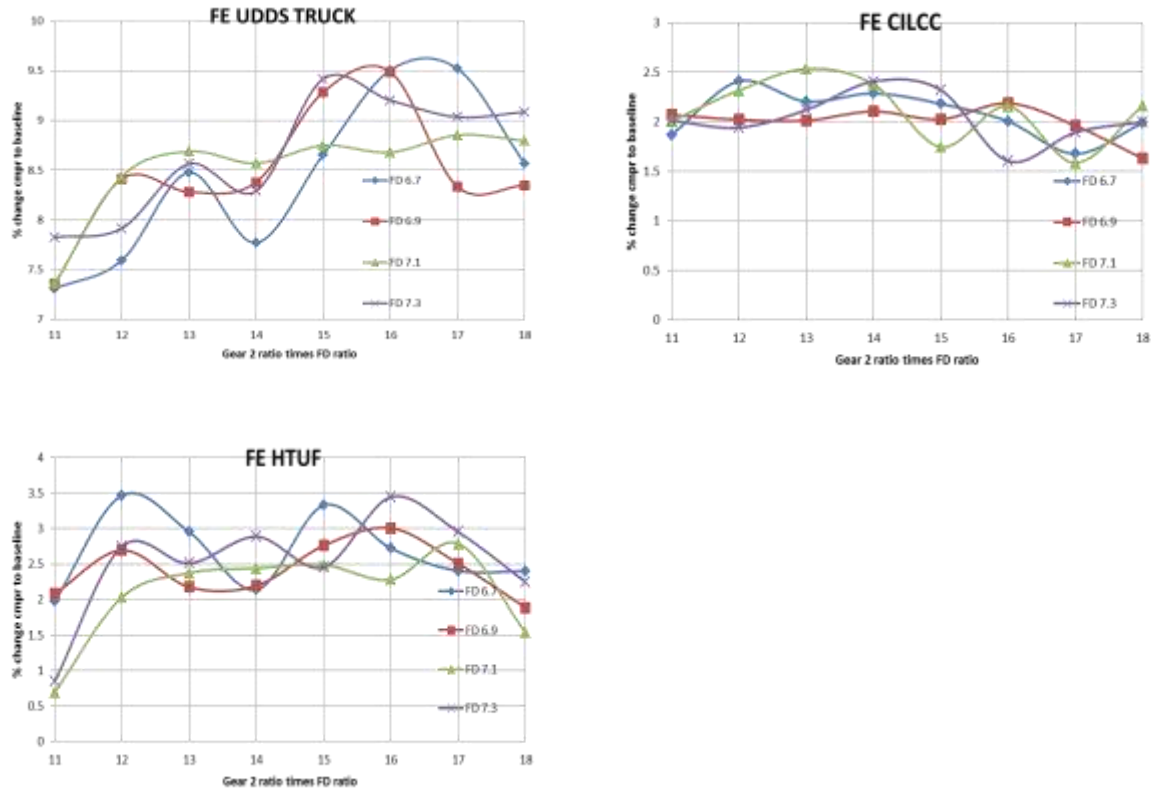 FE UDDS TRUCK
10
9.5
9
8.5
8
7.5
7
% change cmpr to baseline
FD 6.7
FD 6.9
FD 7.1
FD 7.3
11 12 13 14 15 16 17 18
Gear 2 ratio times FD ratio
FE CILCC
3
2.5
2
1.5
1
0.5
0
% change cmpr to baseline
FD 6.7
FD 6.9
FD 7.1
FD 7.3
11 12 13 14 15 16 17 18
Gear 2 ratio times FD ratio
FE HTUF
4
3.5
3
2.5
2
1.5
1
0.5
0
% change cmpr to baseline
FD 6.7
FD 6.9
FD 7.1
FD 7.3
11 12 13 14 15 16 17 18
Gear 2 ratio times FD ratio